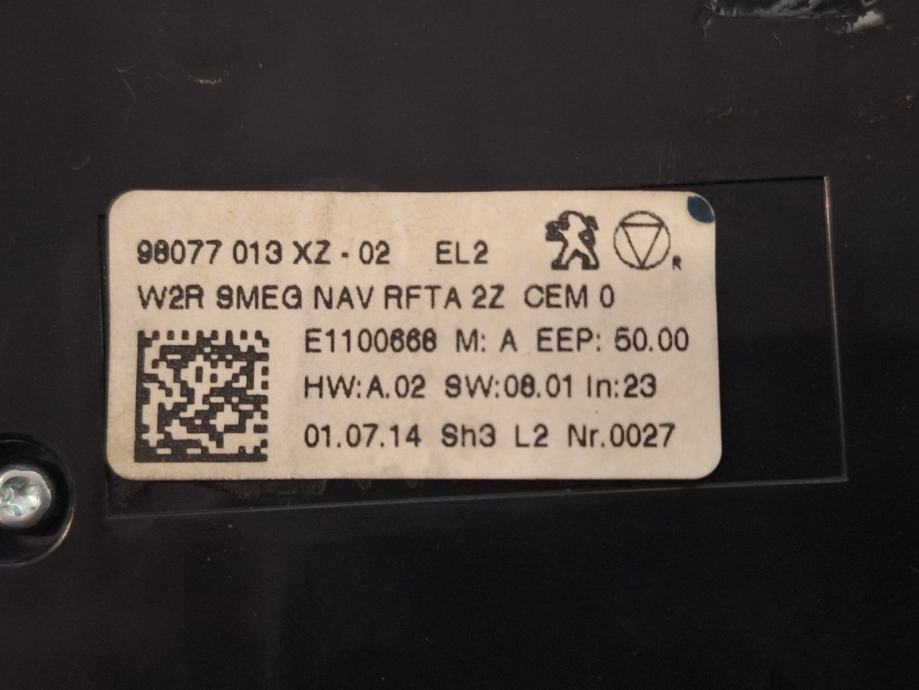 98077 013 XZ - 02 EL2
W2R SMEG NAV RFTA 2Z CEM 0
E1100668 M: A EEP: 50.00
HW:A.02 SW:08.01 In:23
01.07.14 Sh3 L2 Nr.0027
R